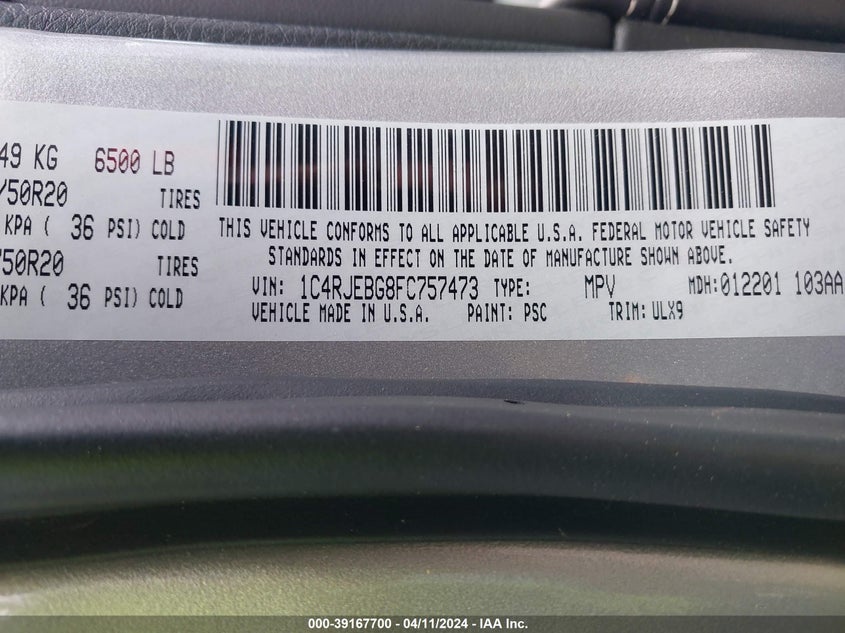 49 KG 6500 LB
/50R20 TIRES
KPA ( 36 PSI) COLD
/50R20 TIRES
KPA ( 36 PSI) COLD
THIS VEHICLE CONFORMS TO ALL APPLICABLE U.S.A. FEDERAL MOTOR VEHICLE SAFETY
STANDARDS IN EFFECT ON THE DATE OF MANUFACTURE SHOWN ABOVE.
VIN: 1C4RJEBG8FC757473 TYPE: MPV MDH:012201 103AA
VEHICLE MADE IN U.S.A. PAINT: PSC TRIM: ULX9
000-39167700 - 04/11/2024 - IAA Inc.